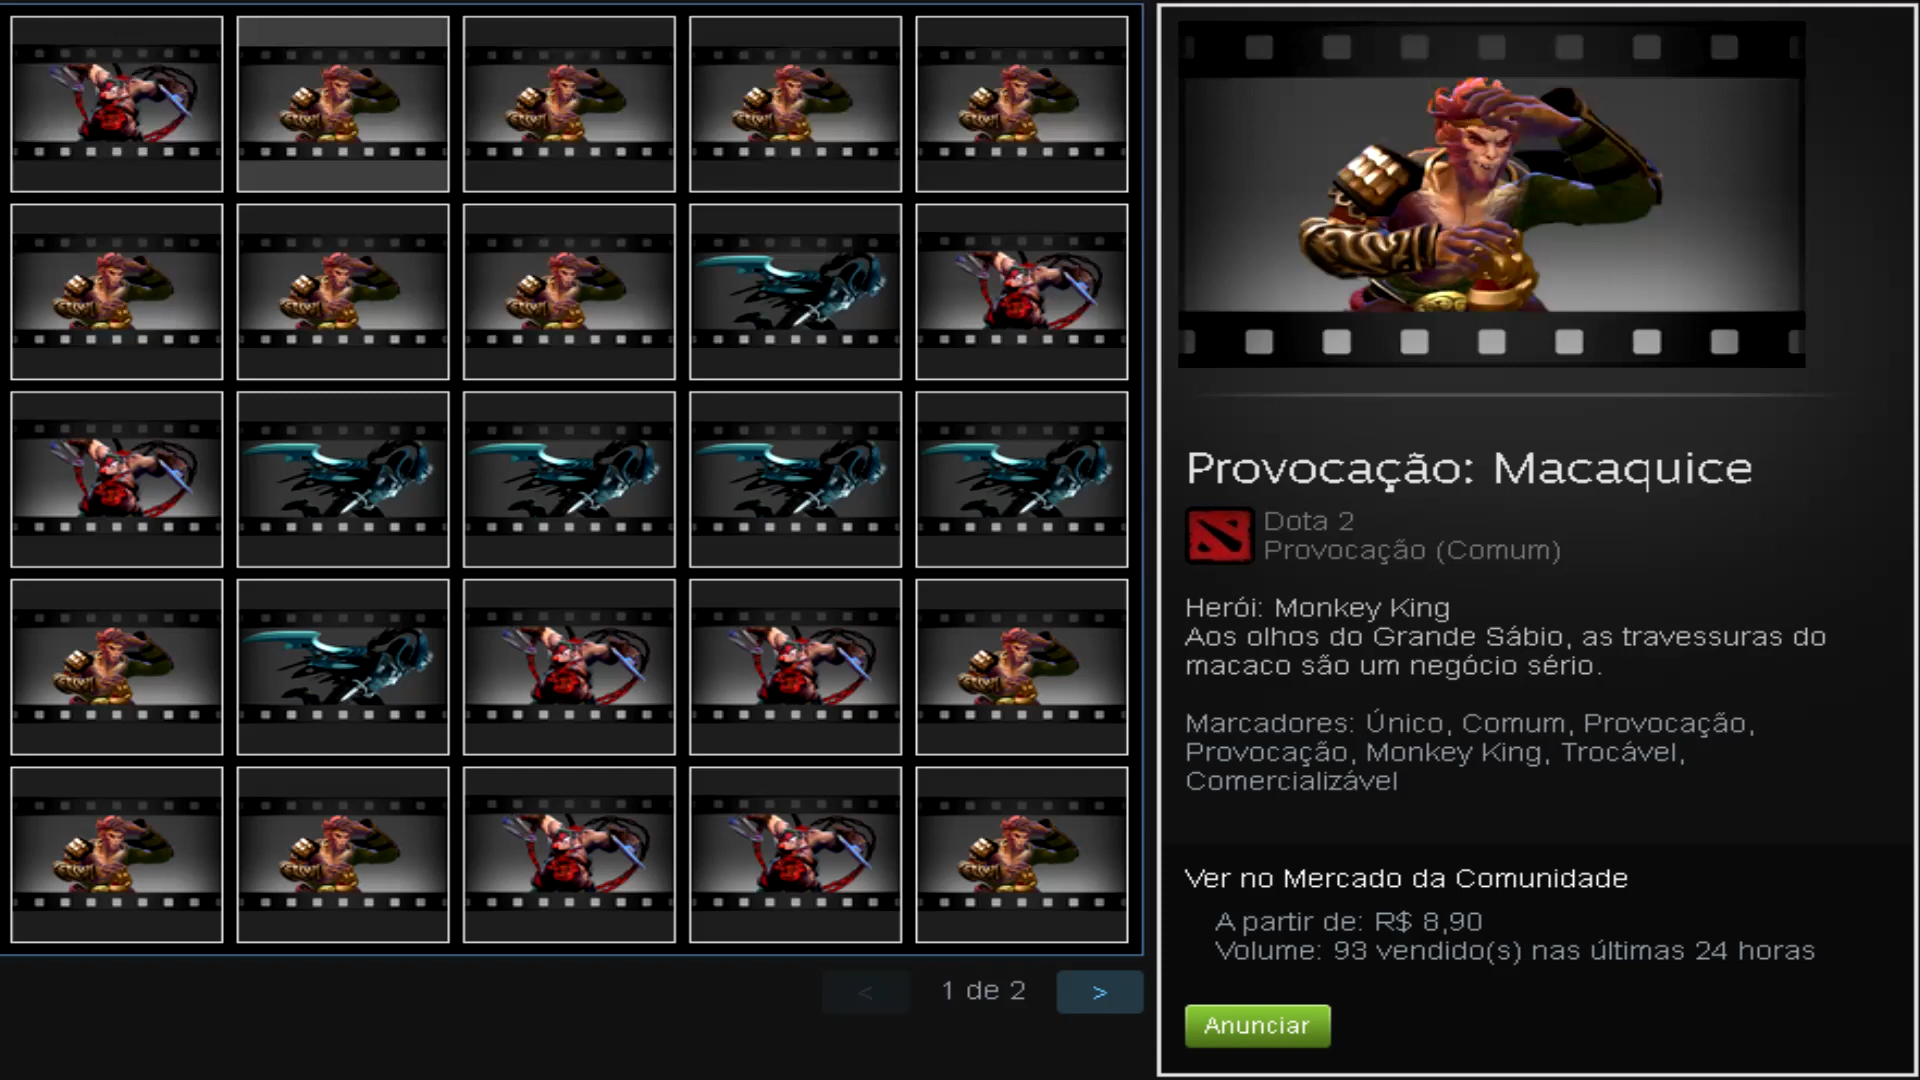 Provocação: Macaquice
Dota 2
Provocação (Comum)
Herói: Monkey King
Aos olhos do Grande Sábio, as travessuras do
macaco são um negócio sério.
Marcadores: Único, Comum, Provocação,
Provocação, Monkey King, Trocável,
Comercializável
Ver no Mercado da Comunidade
A partir de: R$ 8,90
Volume: 93 vendido(s) nas últimas 24 horas
< 1 de 2 >
Anunciar